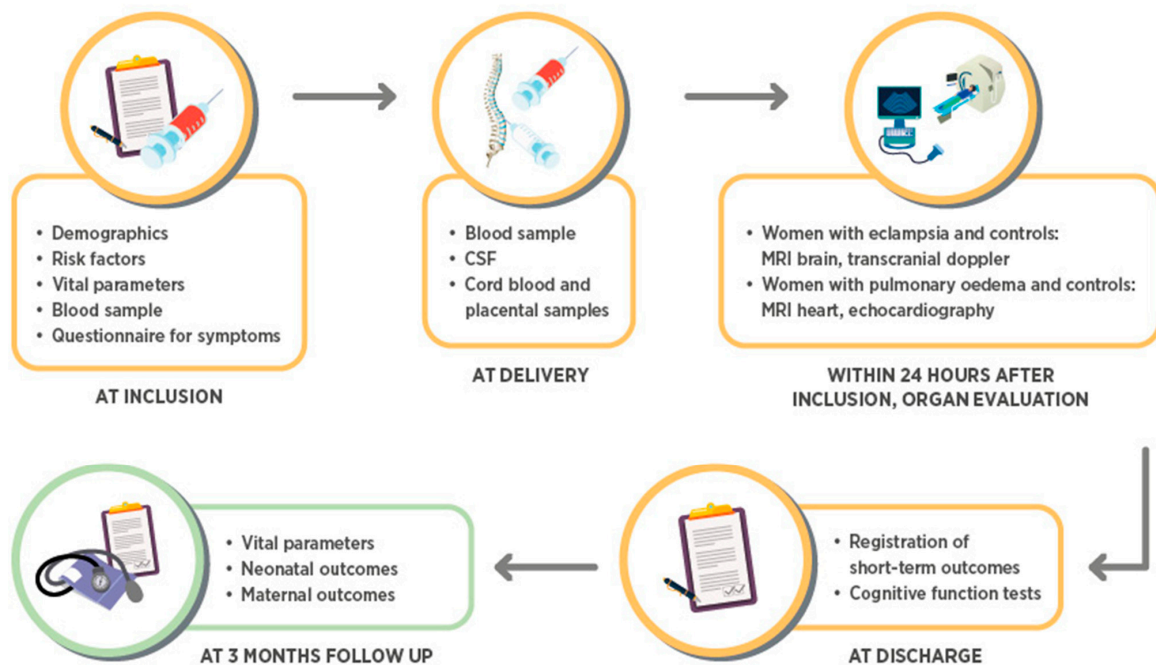 • Demographics
• Risk factors
• Vital parameters
• Blood sample
• Questionnaire for symptoms
AT INCLUSION
• Blood sample
• CSF
• Cord blood and
placental samples
AT DELIVERY
• Women with eclampsia and controls:
MRI brain, transcranial doppler
• Women with pulmonary oedema and controls:
MRI heart, echocardiography
WITHIN 24 HOURS AFTER
INCLUSION, ORGAN EVALUATION
• Vital parameters
• Neonatal outcomes
• Maternal outcomes
AT 3 MONTHS FOLLOW UP
• Registration of
short-term outcomes
• Cognitive function tests
AT DISCHARGE